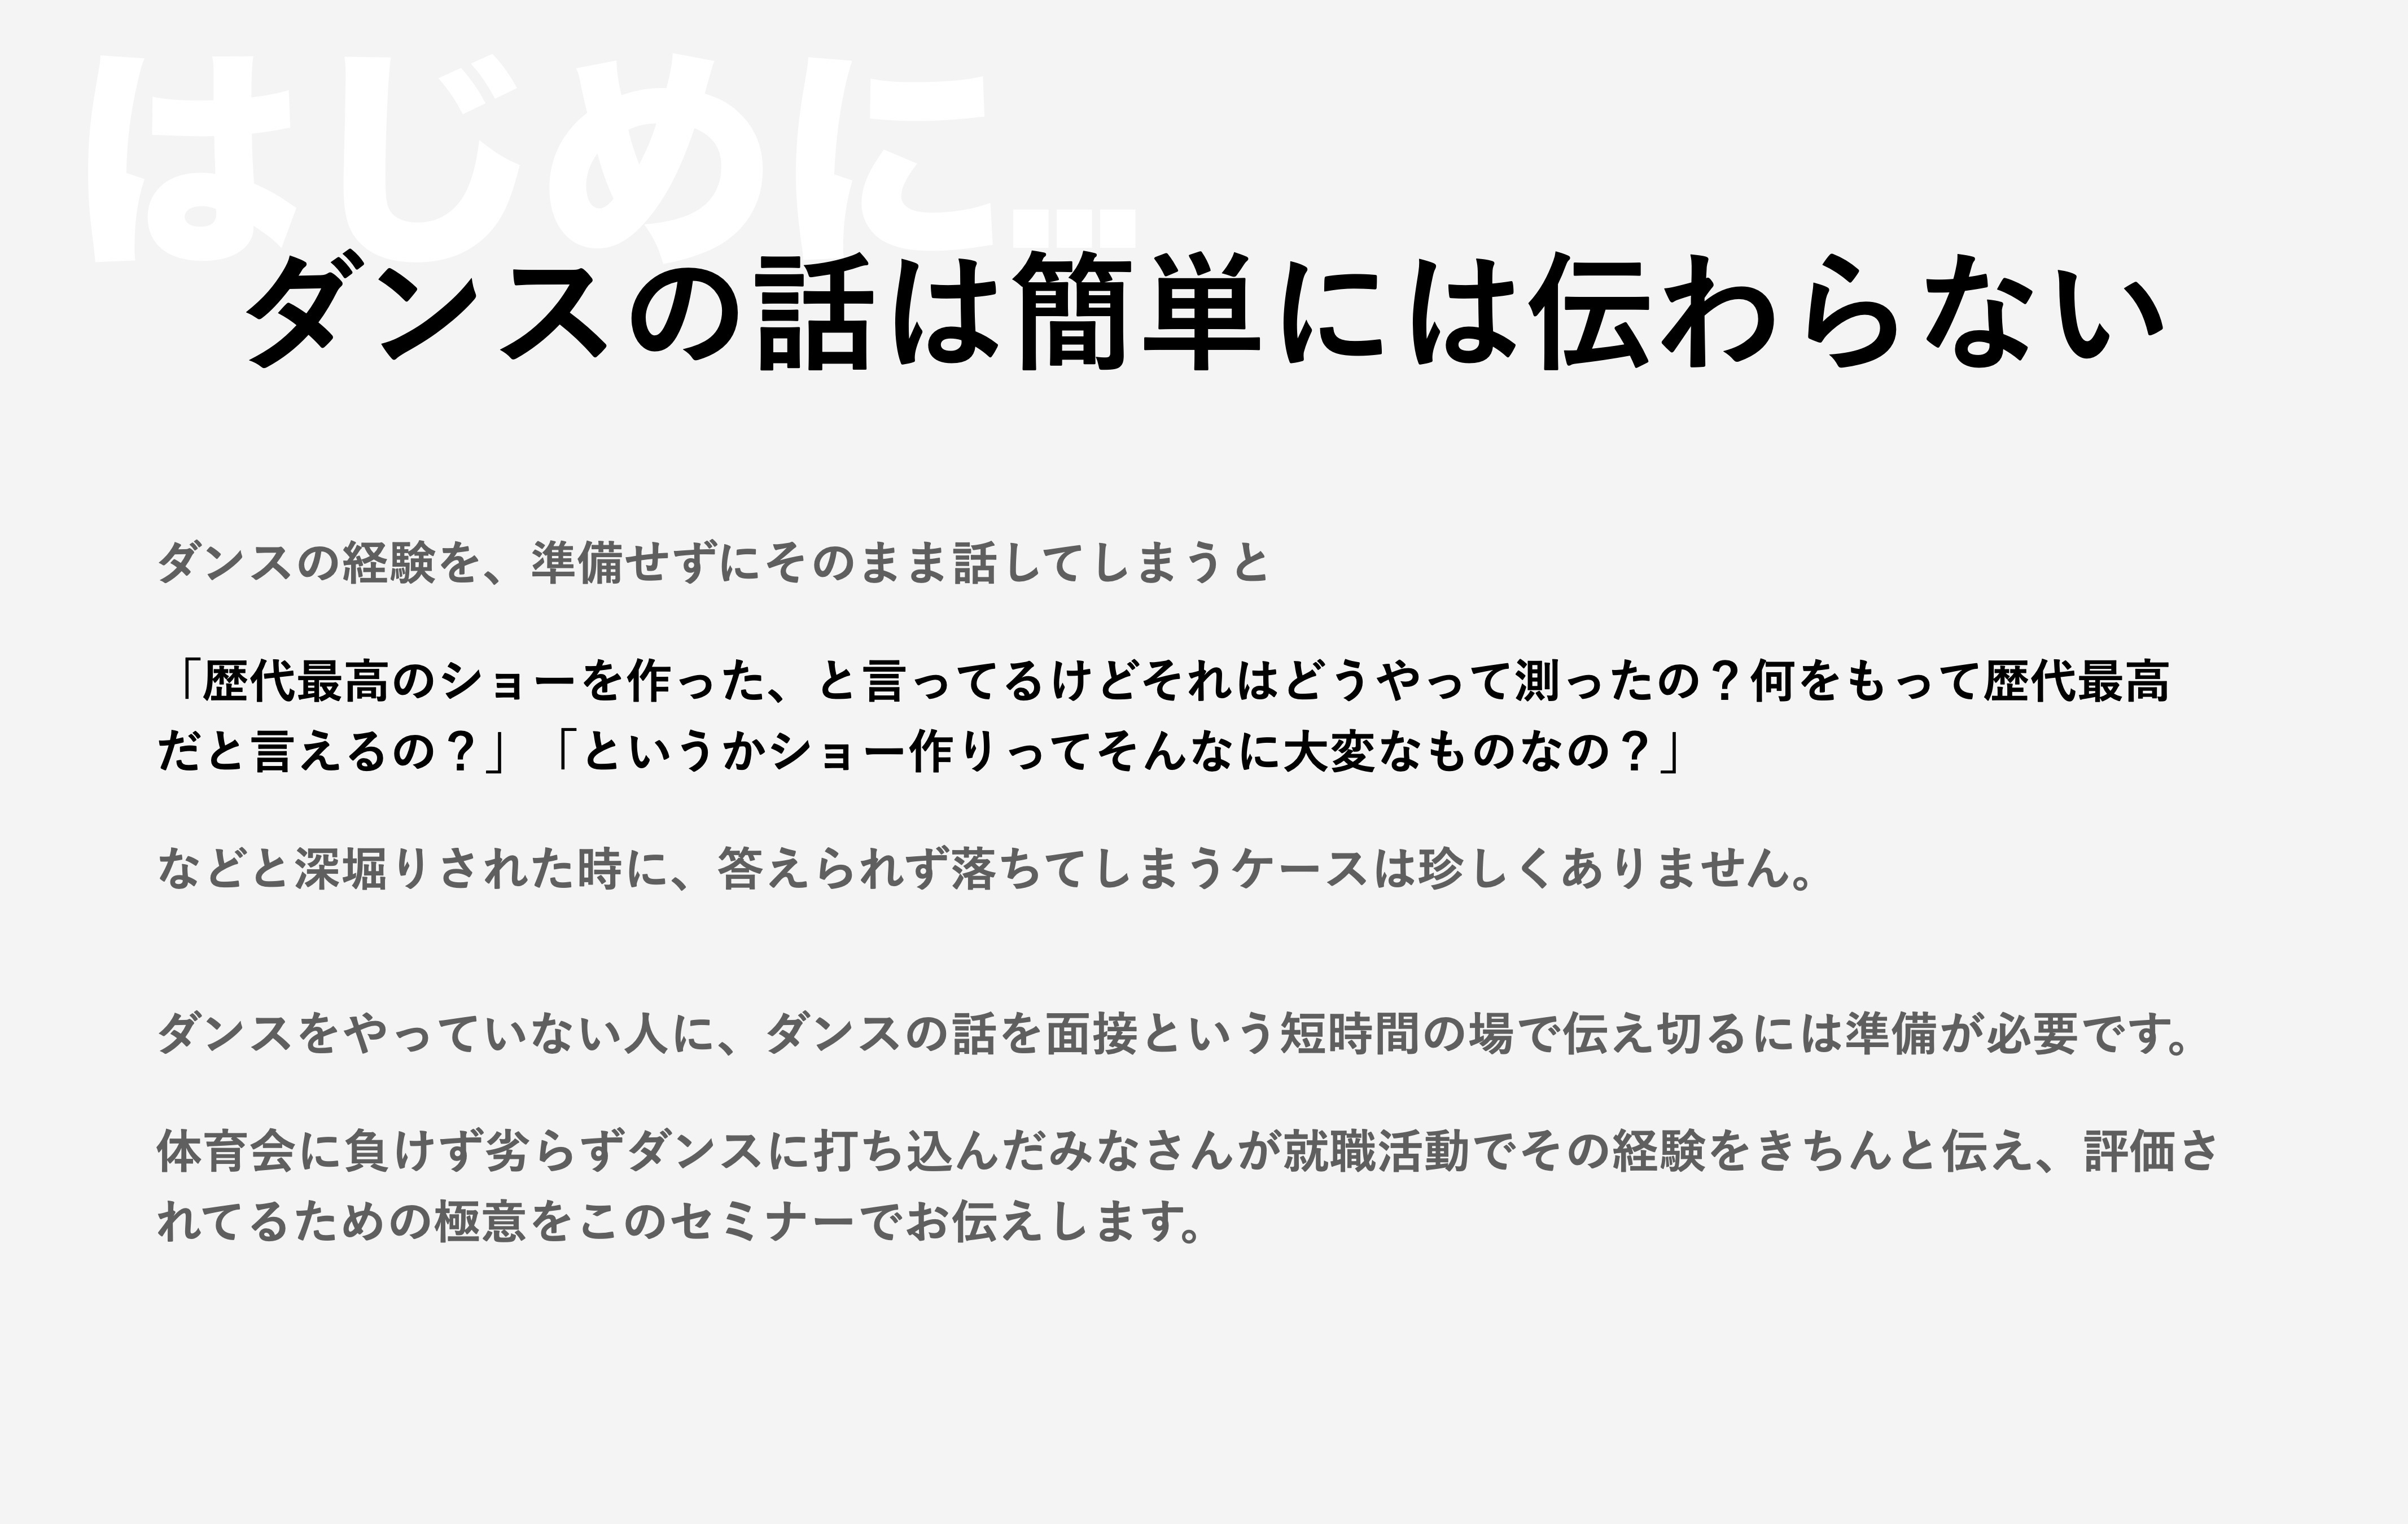 はじめに...
ダンスの話は簡単には伝わらない
ダンスの経験を、準備せずにそのまま話してしまうと
「歴代最高のショーを作った、と言ってるけどそれはどうやって測ったの？何をもって歴代最高
だと言えるの？」「というかショー作りってそんなに大変なものなの？」
などと深堀りされた時に、答えられず落ちてしまうケースは珍しくありません。
ダンスをやっていない人に、ダンスの話を面接という短時間の場で伝え切るには準備が必要です。
体育会に負けず劣らずダンスに打ち込んだみなさんが就職活動でその経験をきちんと伝え、評価さ
れてるための極意をこのセミナーでお伝えします。